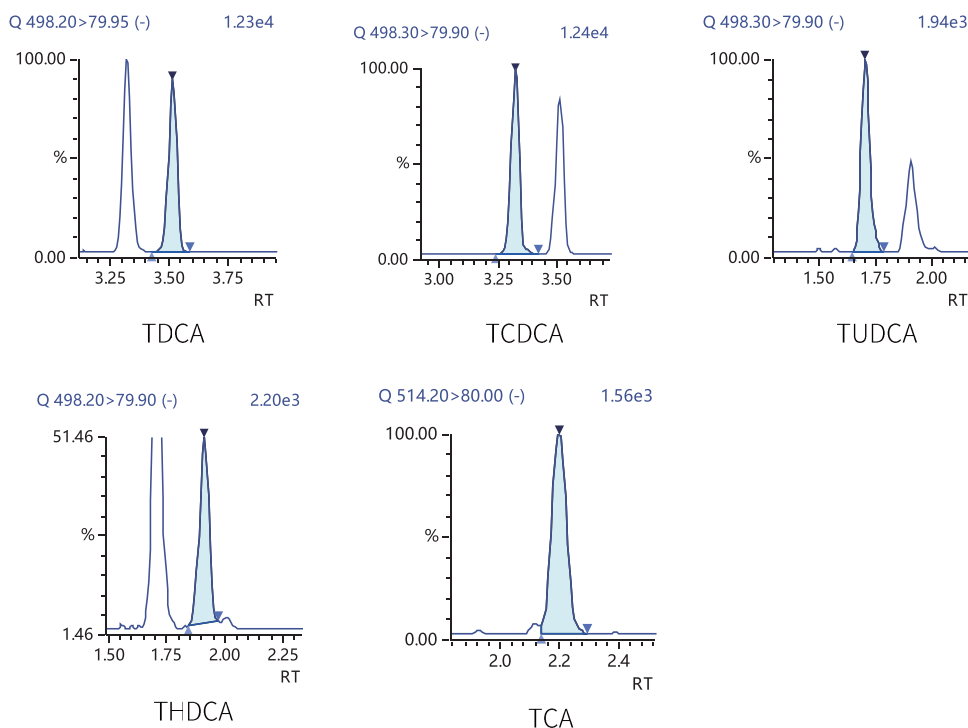 Q 498.20>79.95 (-) 1.23e4
100.00
%
0.00
3.25 3.50 3.75
RT
TDCA
Q 498.30>79.90 (-) 1.24e4
100.00
%
0.00
3.00 3.25 3.50
RT
TCDCA
Q 498.30>79.90 (-) 1.94e3
100.00
%
0.00
1.50 1.75 2.00
RT
TUDCA
Q 498.20>79.90 (-) 2.20e3
51.46
%
1.46
1.50 1.75 2.00 2.25
RT
THDCA
Q 514.20>80.00 (-) 1.56e3
100.00
%
0.00
2.0 2.2 2.4
RT
TCA